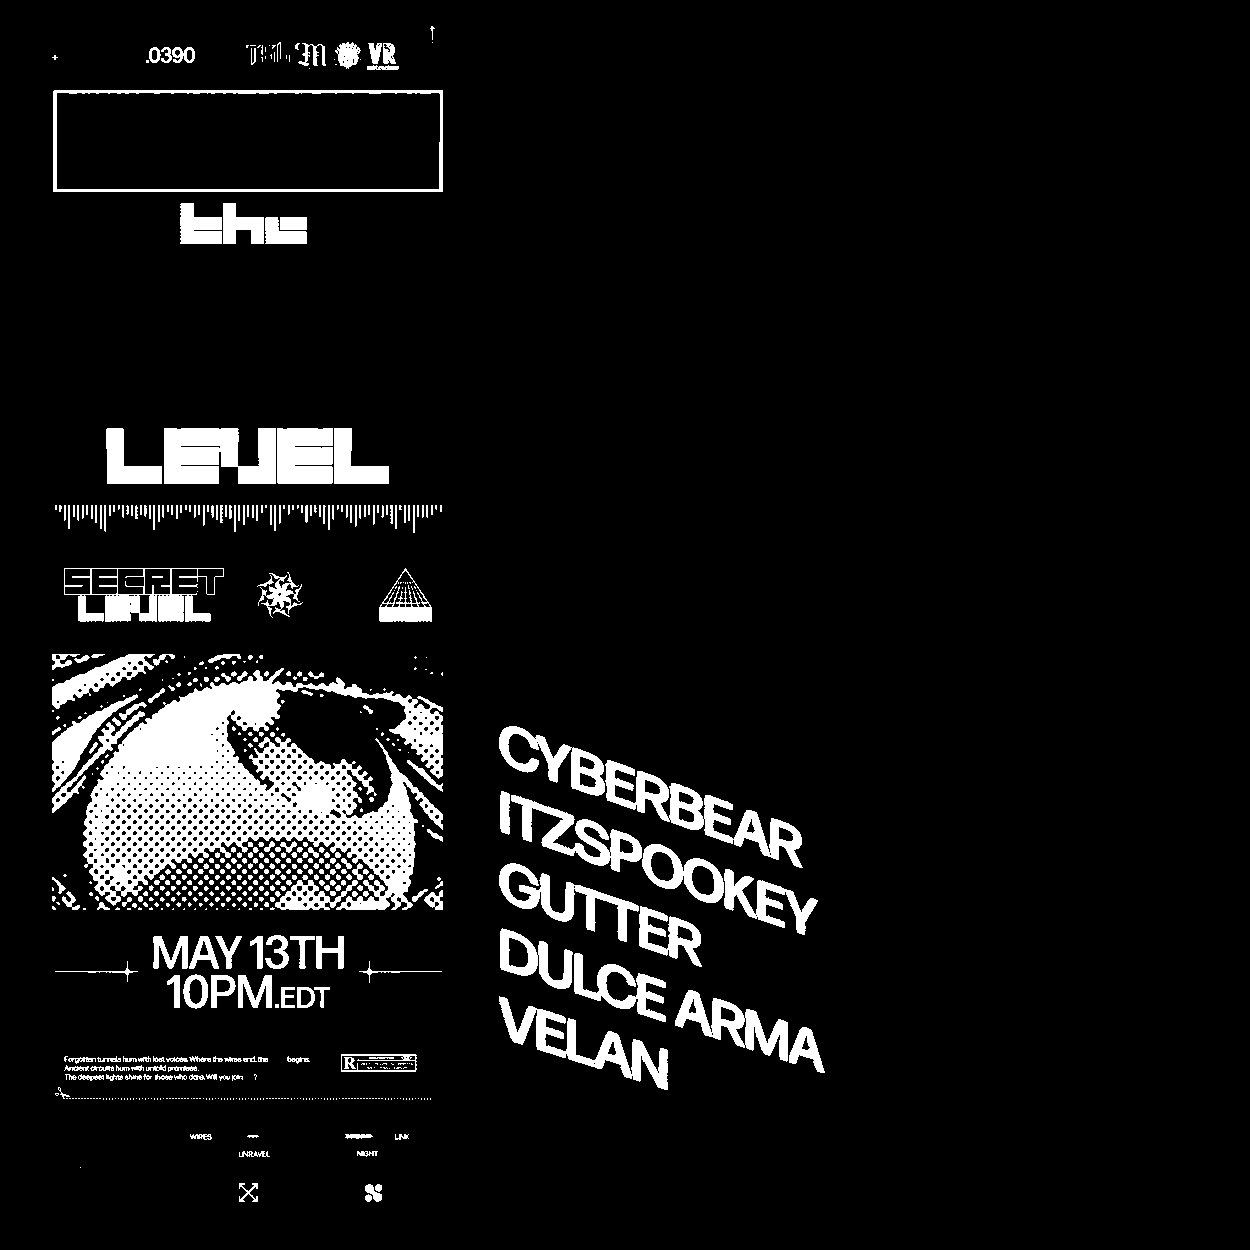 .0390
VR
the
LEVEL
SECRET
LEVEL
MAY 13TH
10PM.EDT
Forgotten tunnels hum with lost voices. Where the wires end, the begins.
Ancient circuits hum with untold promises.
The deepest lights shine for those who dare. Will you join ?
R
WIRES LINK
UNRAVEL NIGHT
CYBERBEAR
ITZSPOOKEY
GUTTER
DULCE ARMA
VELAN